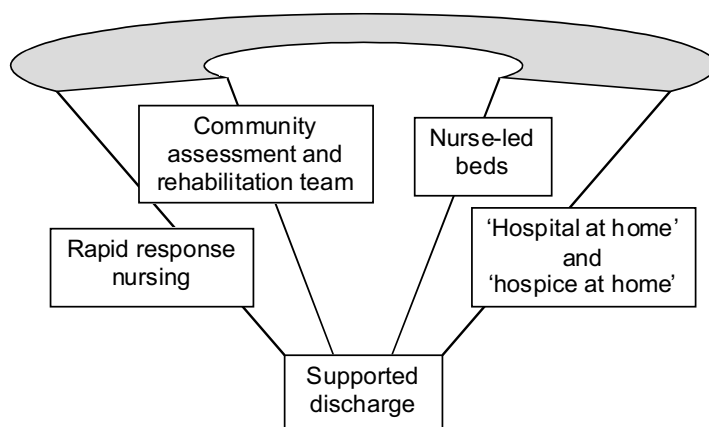 Community
assessment and
rehabilitation team
Nurse-led
beds
Rapid response
nursing
‘Hospital at home’
and
‘hospice at home’
Supported
discharge